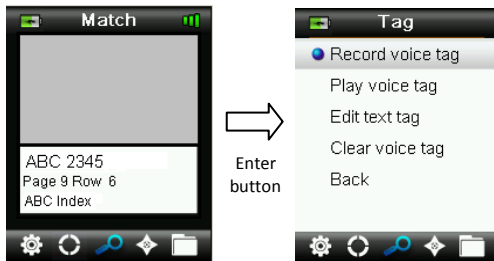 Match
ABC 2345
Page 9 Row 6
ABC Index
Enter
button
Tag
Record voice tag
Play voice tag
Edit text tag
Clear voice tag
Back